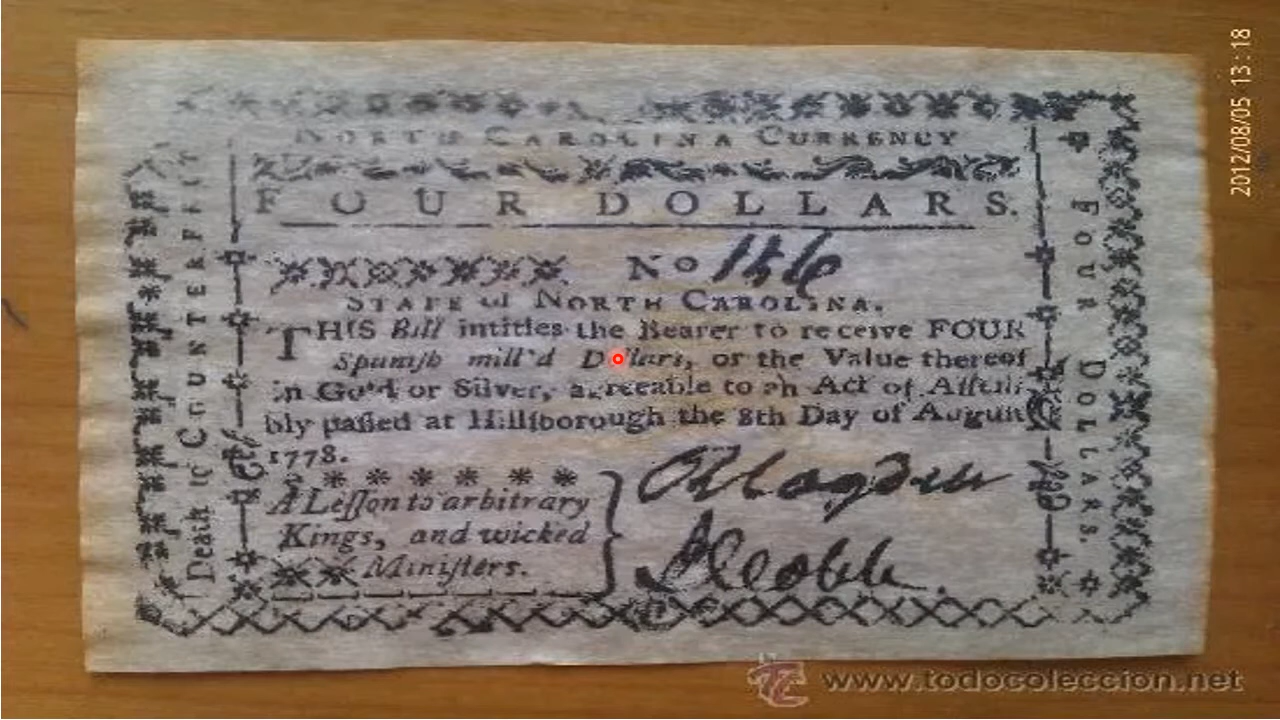 2012/08/05 13:18
NORTH CAROLINA CURRENCY
FOUR DOLLARS.
No 146
STATE of NORTH CAROLINA.
THIS Bill intitles the Bearer to receive FOUR
Spanish mill'd Dollars, or the Value thereof
in Gold or Silver, agreeable to an Act of Assem-
bly passed at Hillsborough the 8th Day of August
1778.
A Lesson to arbitrary
Kings, and wicked
Ministers.
Death to COUNTERFEIT
FOUR DOLLARS.
www.todocoleccion.net